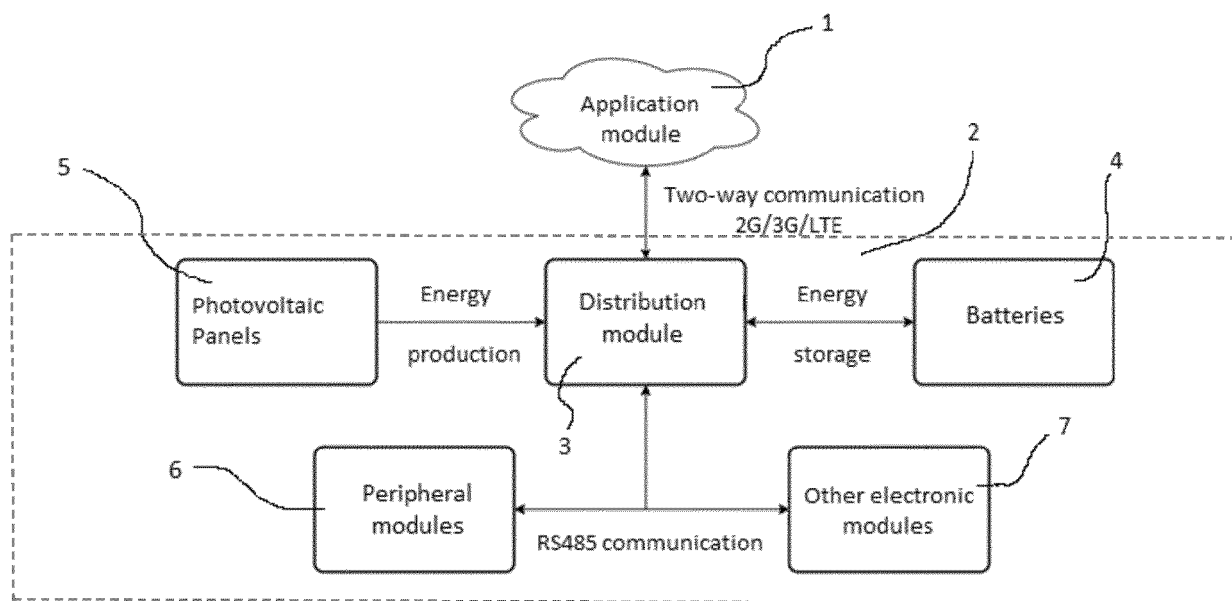 1
Application
module
2
5
4
Two-way communication
2G/3G/LTE
Photovoltaic
Panels
Energy
production
Distribution
module
Energy
storage
Batteries
3
7
6
Peripheral
modules
Other electronic
modules
RS485 communication